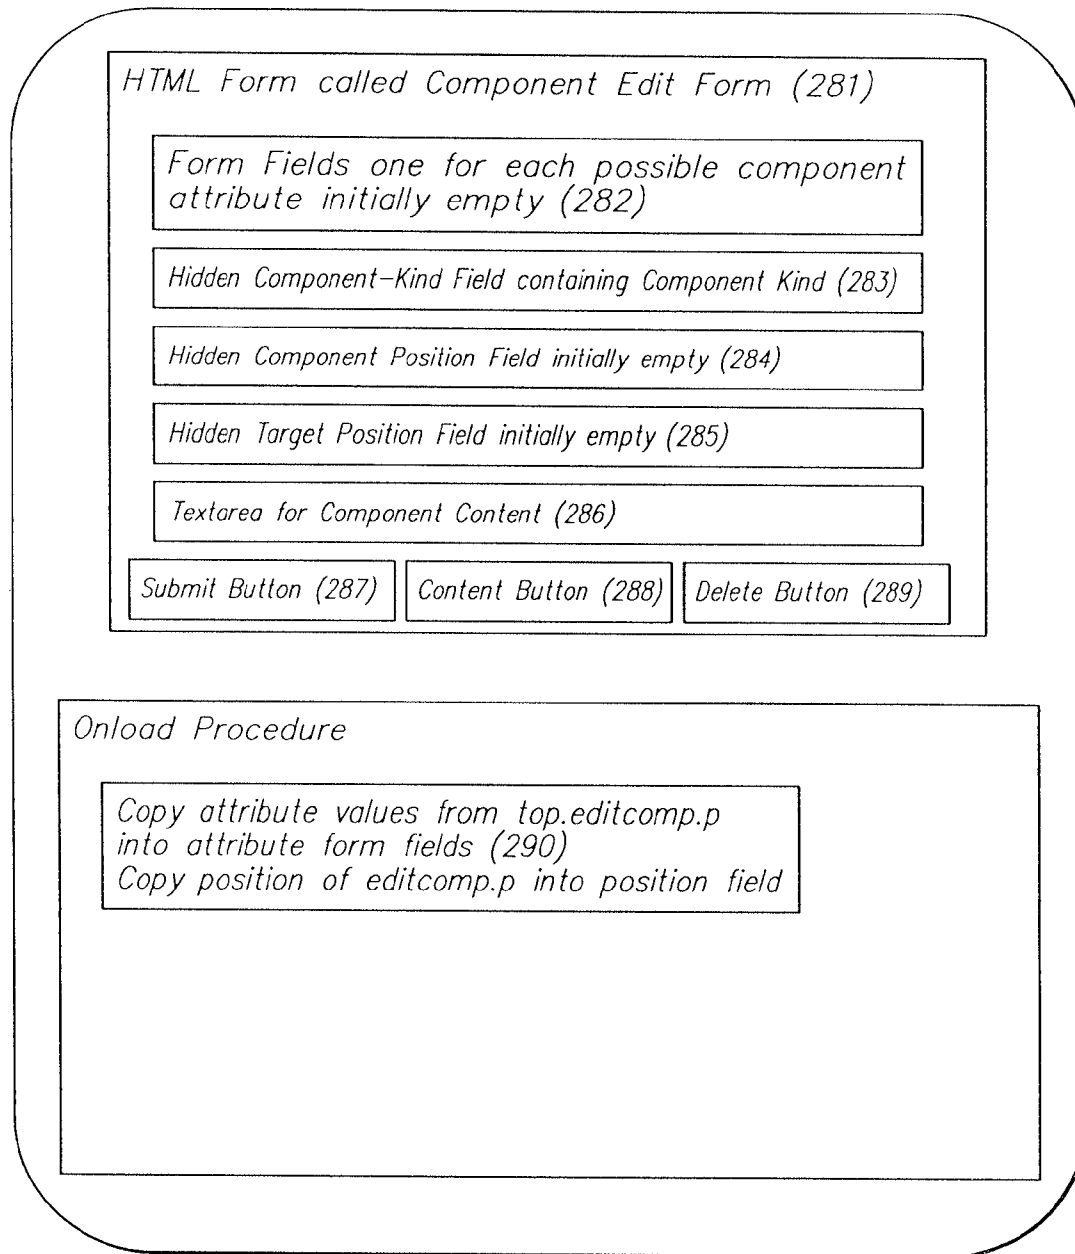 HTML Form called Component Edit Form (281)
Form Fields one for each possible component
attribute initially empty (282)
Hidden Component-Kind Field containing Component Kind (283)
Hidden Component Position Field initially empty (284)
Hidden Target Position Field initially empty (285)
Textarea for Component Content (286)
Submit Button (287)
Content Button (288)
Delete Button (289)
Onload Procedure
Copy attribute values from top.editcomp.p
into attribute form fields (290)
Copy position of editcomp.p into position field